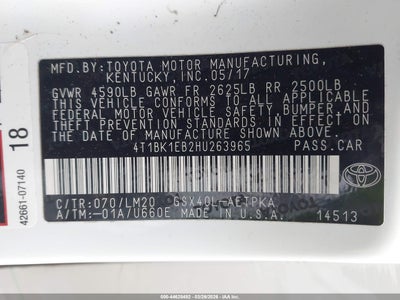 MFD.BY:TOYOTA MOTOR MANUFACTURING,
KENTUCKY, INC.05/17
GVWR 4590LB GAWR FR 2625LB RR 2500LB
THIS VEHICLE CONFORMS TO ALL APPLICABLE
FEDERAL MOTOR VEHICLE SAFETY, BUMPER, AND
THEFT PREVENTION STANDARDS IN EFFECT ON
THE DATE OF MANUFACTURE SHOWN ABOVE.
4T1BK1EB2HU263965 PASS.CAR
C/TR:070/LM20 GSX40L-AETPKA
A/TM:-01A/U660E MADE IN U.S.A.
TOYOTA
14513
18
42661-07140